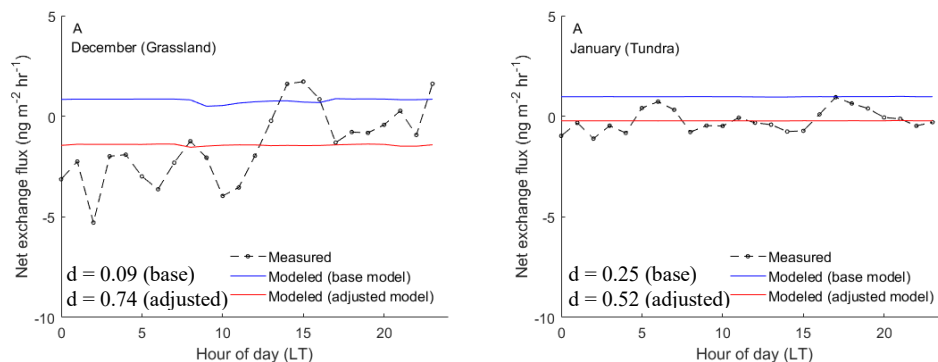 A
December (Grassland)
Net exchange flux (ng m-2 hr-1)
5
0
-5
-10
Measured
Modeled (base model)
Modeled (adjusted model)
d = 0.09 (base)
d = 0.74 (adjusted)
0 5 10 15 20
Hour of day (LT)
A
January (Tundra)
Net exchange flux (ng m-2 hr-1)
5
0
-5
-10
Measured
Modeled (base model)
Modeled (adjusted model)
d = 0.25 (base)
d = 0.52 (adjusted)
0 5 10 15 20
Hour of day (LT)